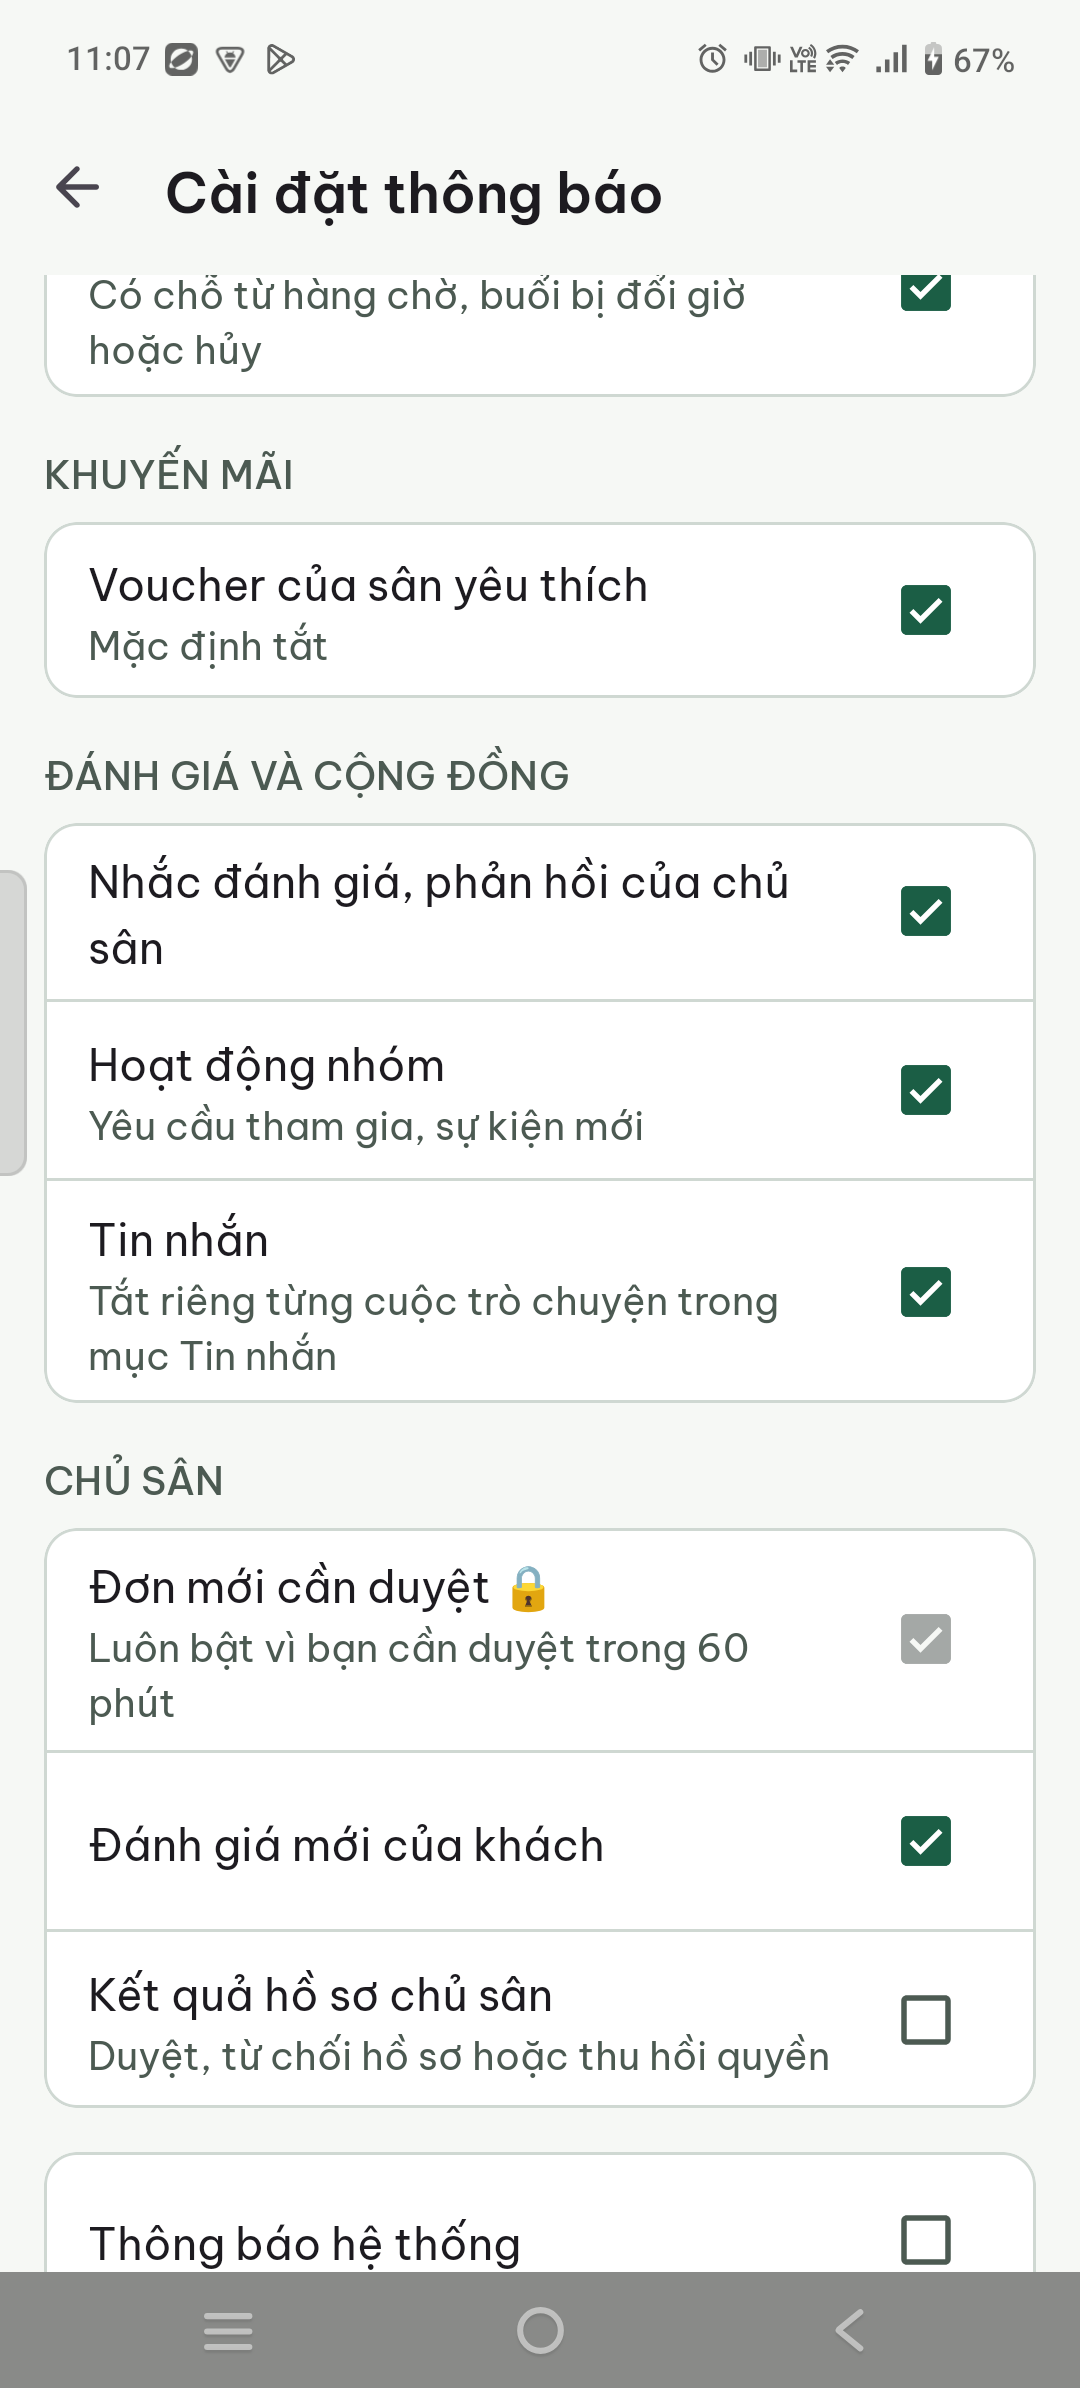 11:07
VO LTE
67%
Cài đặt thông báo
Có chỗ từ hàng chờ, buổi bị đổi giờ
hoặc hủy
KHUYẾN MÃI
Voucher của sân yêu thích
Mặc định tắt
ĐÁNH GIÁ VÀ CỘNG ĐỒNG
Nhắc đánh giá, phản hồi của chủ
sân
Hoạt động nhóm
Yêu cầu tham gia, sự kiện mới
Tin nhắn
Tắt riêng từng cuộc trò chuyện trong
mục Tin nhắn
CHỦ SÂN
Đơn mới cần duyệt 🔒
Luôn bật vì bạn cần duyệt trong 60
phút
Đánh giá mới của khách
Kết quả hồ sơ chủ sân
Duyệt, từ chối hồ sơ hoặc thu hồi quyền
Thông báo hệ thống